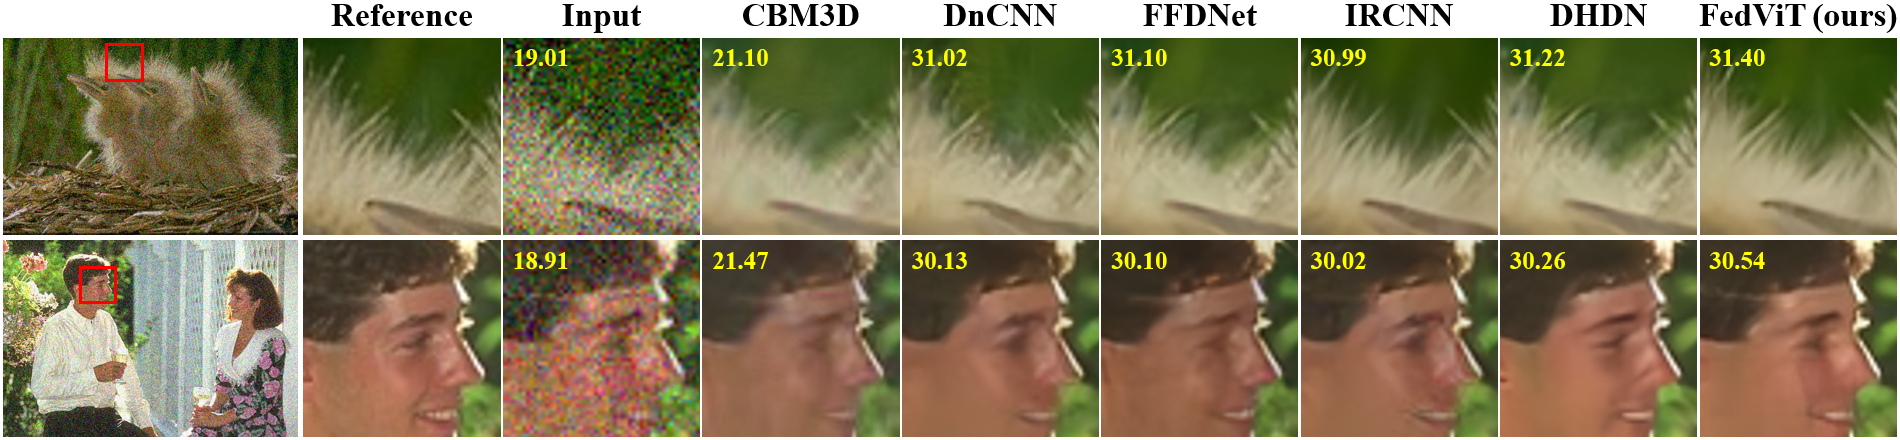 Reference Input CBM3D DnCNN FFDNet IRCNN DHDN FedViT (ours)
19.01 21.10 31.02 31.10 30.99 31.22 31.40
18.91 21.47 30.13 30.10 30.02 30.26 30.54